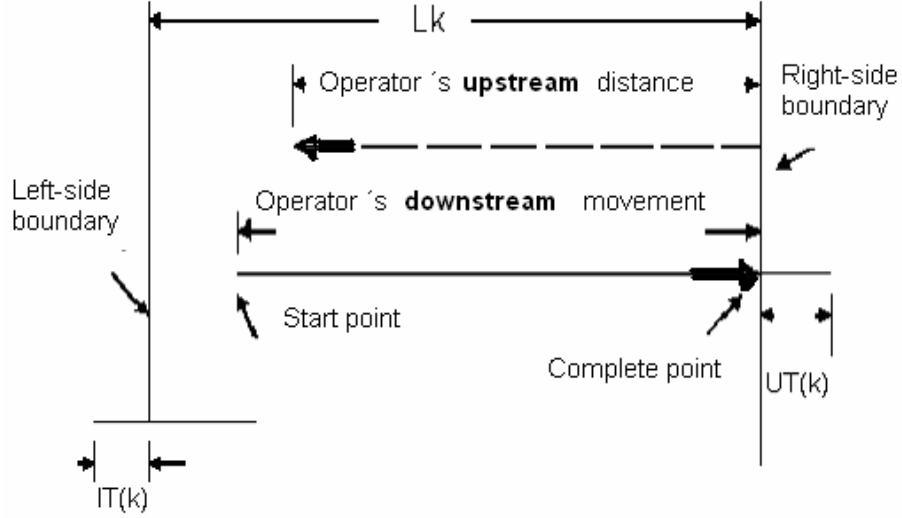 Lk
Operator ´s upstream distance
Right-side
boundary
Left-side
boundary
Operator ´s downstream movement
Start point
Complete point
UT(k)
IT(k)